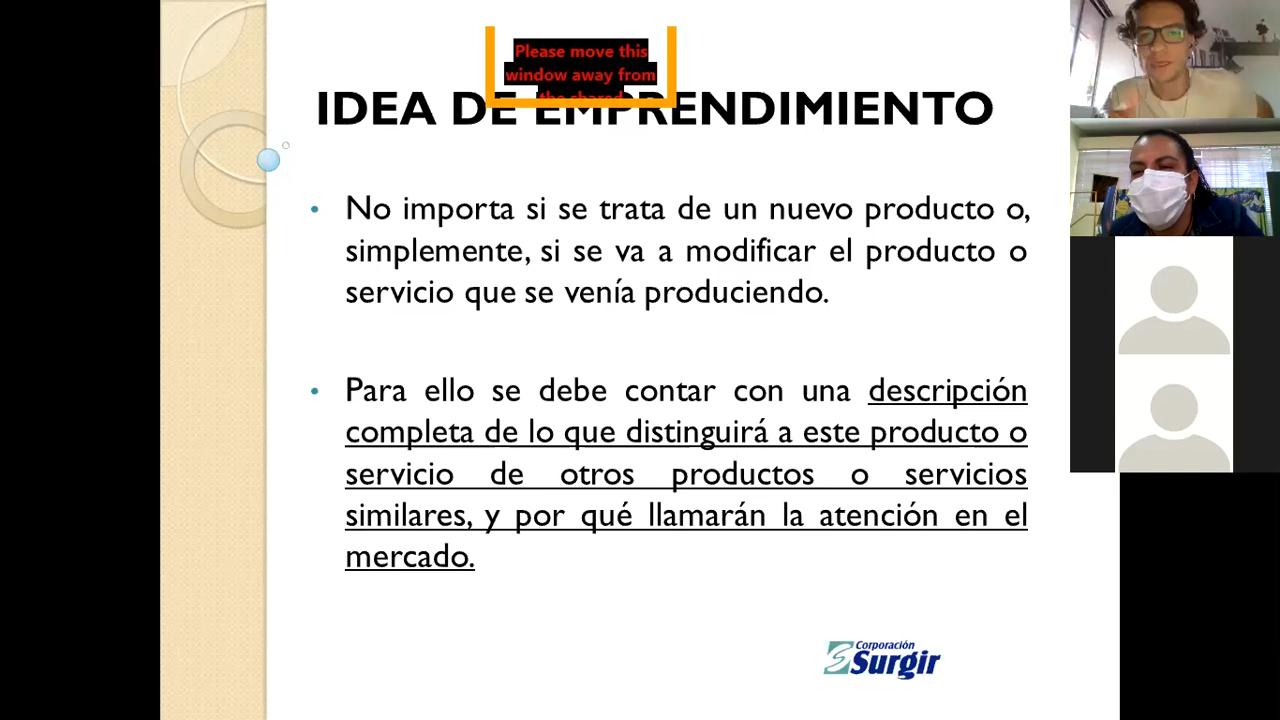 Please move this
window away from
the shared
IDEA DE EMPRENDIMIENTO
• No importa si se trata de un nuevo producto o,
simplemente, si se va a modificar el producto o
servicio que se venía produciendo.
• Para ello se debe contar con una descripción
completa de lo que distinguirá a este producto o
servicio de otros productos o servicios
similares, y por qué llamarán la atención en el
mercado.
Corporación
Surgir